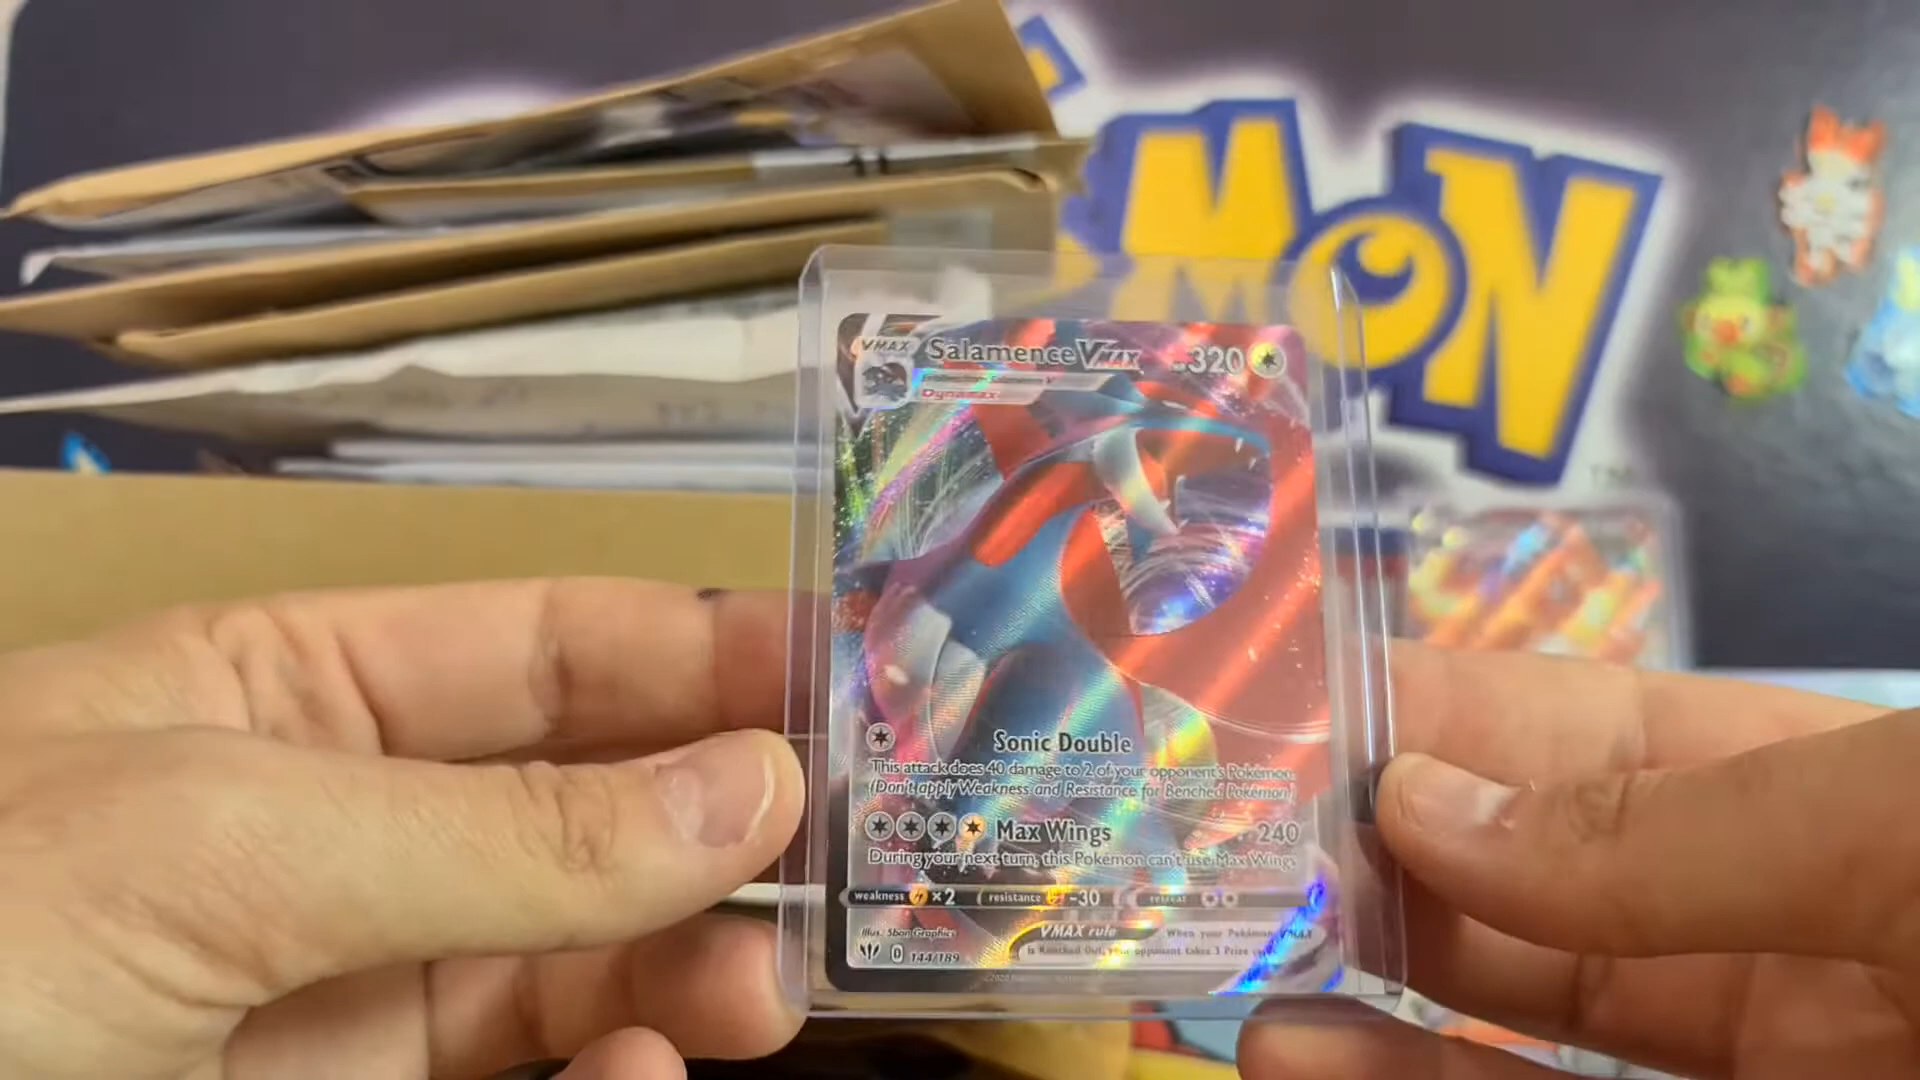 MON
TM
VMAX Salamence VMAX 320
Dynamax
Sonic Double
This attack does 40 damage to 2 of your opponent's Pokémon.
(Don't apply Weakness and Resistance for Benched Pokémon.)
Max Wings 240
During your next turn, this Pokémon can't use Max Wings
weakness ×2 resistance -30 retreat
Illus. 5ban Graphics
VMAX rule When your Pokémon VMAX
is Knocked Out, your opponent takes 3 Prize
D 144/189